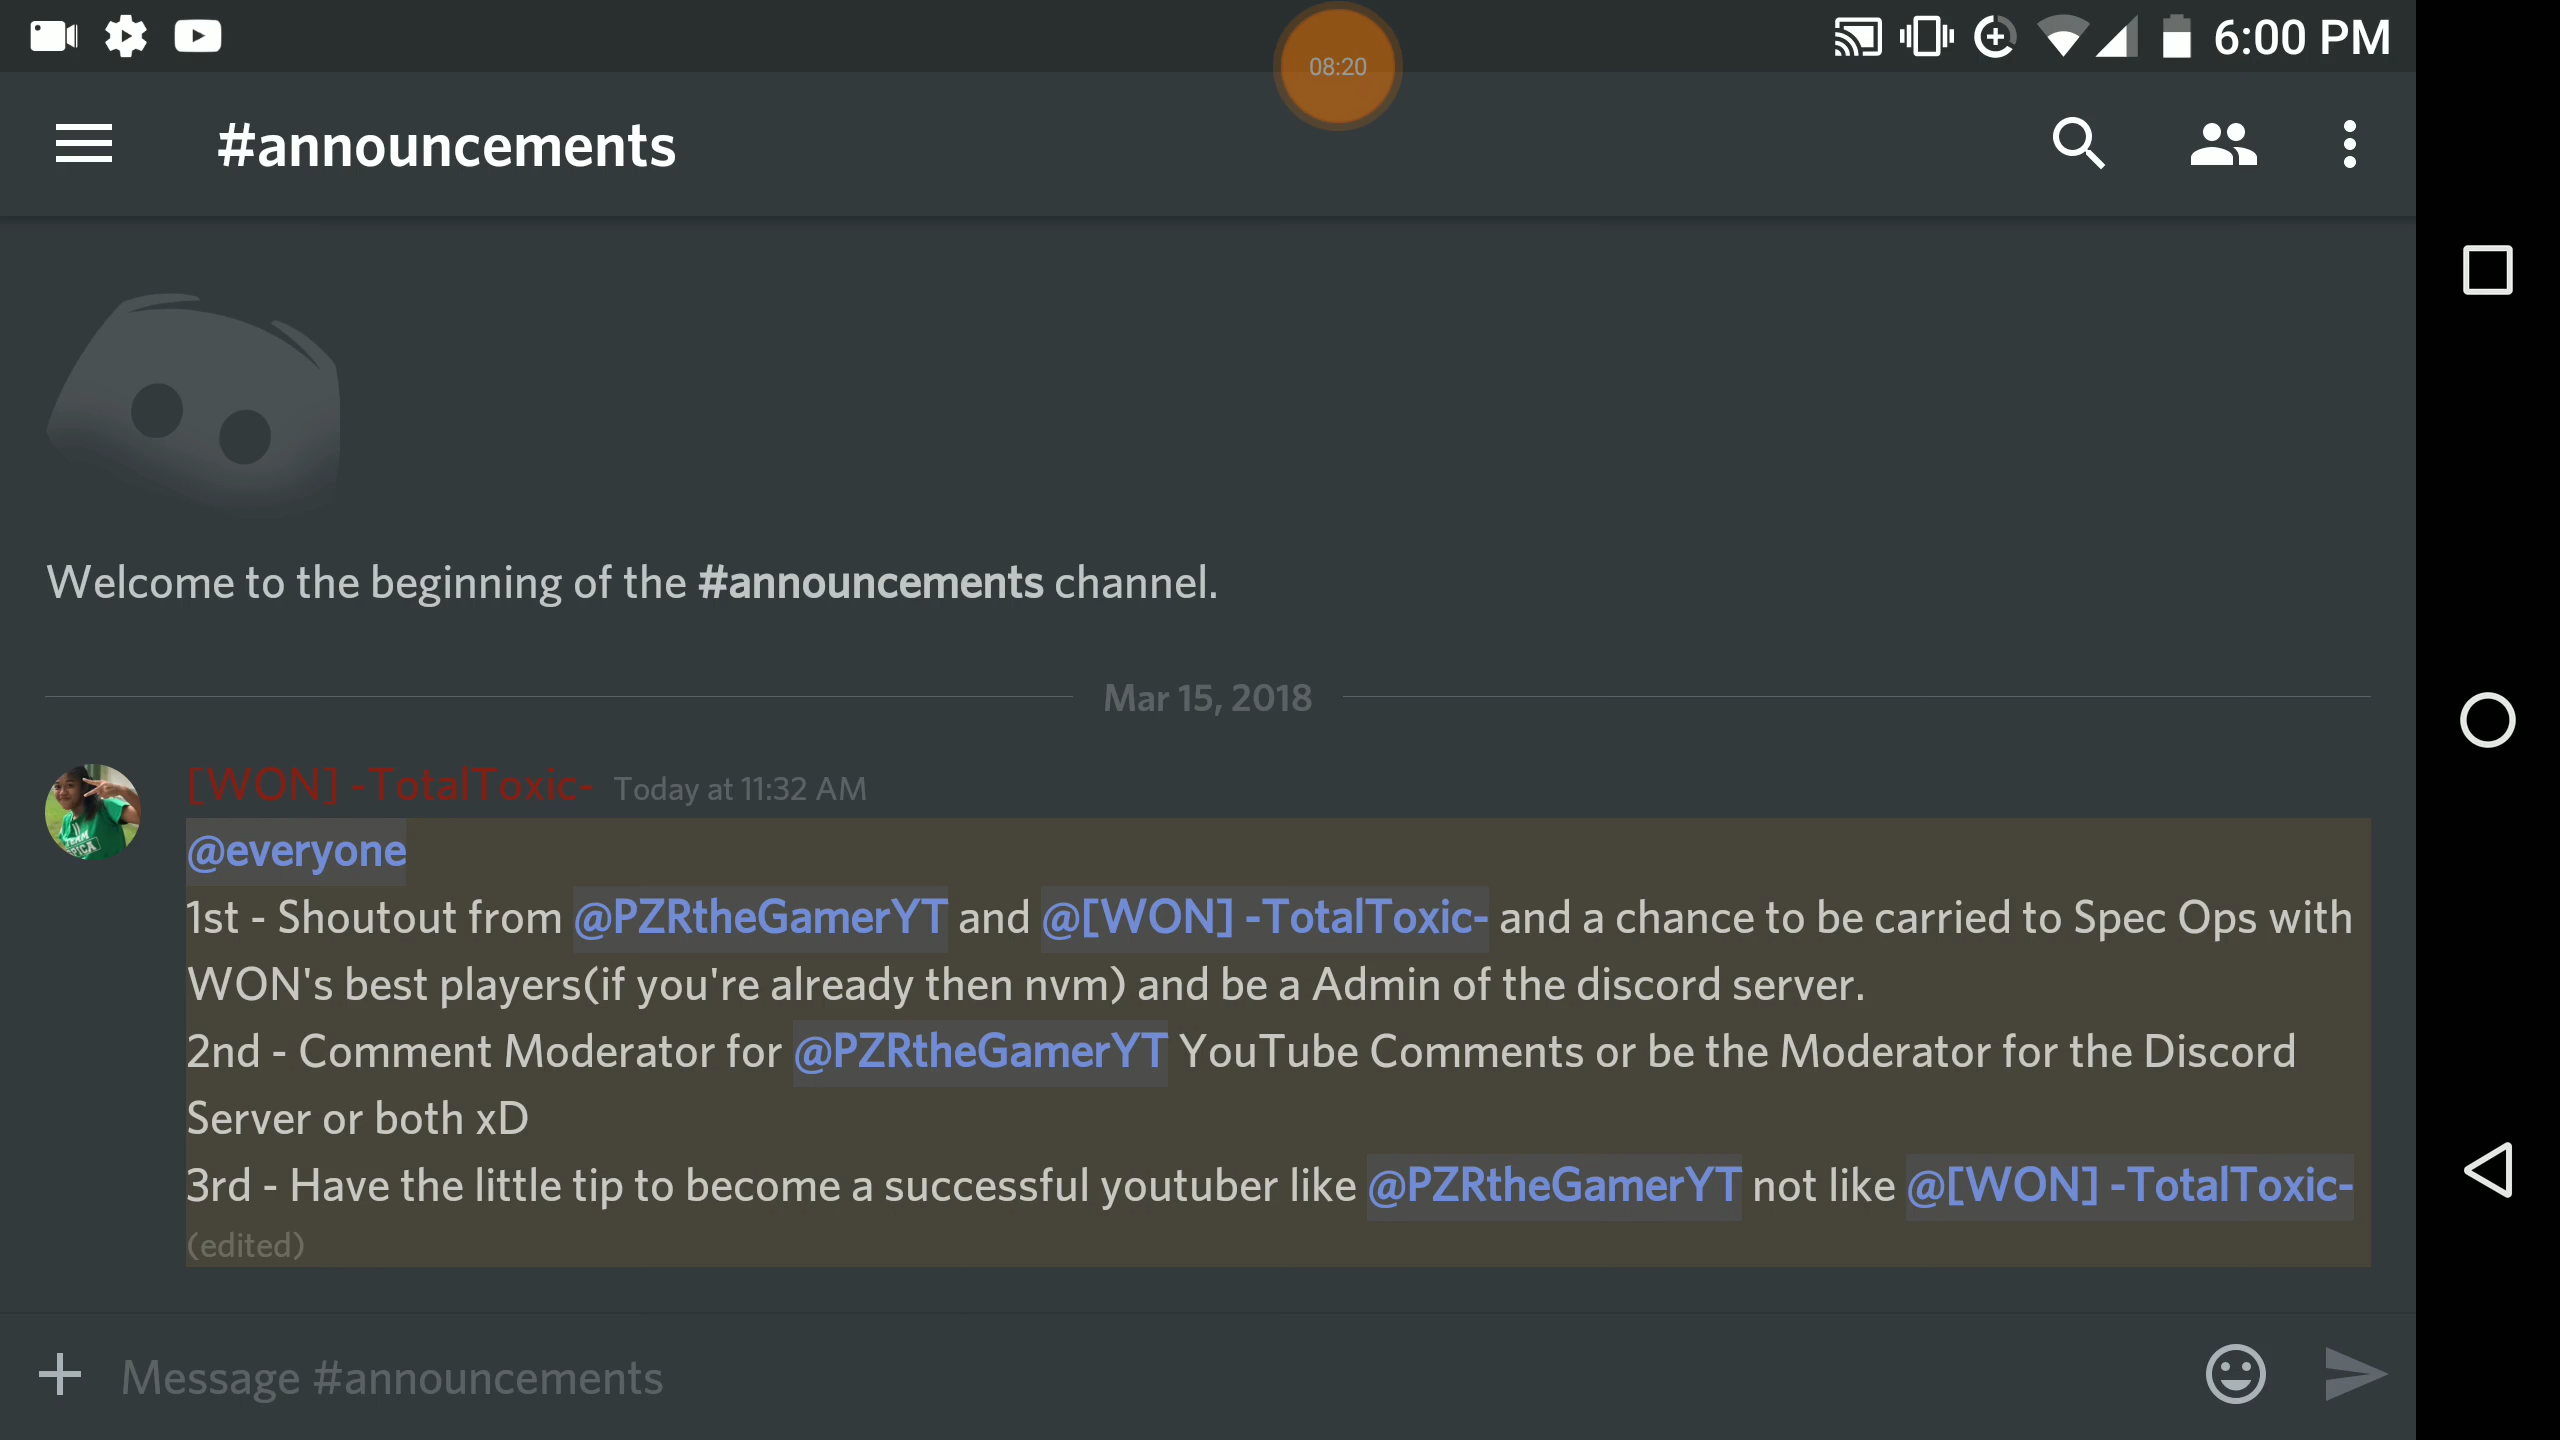 08:20
6:00 PM
#announcements
Welcome to the beginning of the #announcements channel.
Mar 15, 2018
[WON] -TotalToxic- Today at 11:32 AM
@everyone
1st - Shoutout from @PZRtheGamerYT and @[WON] -TotalToxic- and a chance to be carried to Spec Ops with
WON's best players(if you're already then nvm) and be a Admin of the discord server.
2nd - Comment Moderator for @PZRtheGamerYT YouTube Comments or be the Moderator for the Discord
Server or both xD
3rd - Have the little tip to become a successful youtuber like @PZRtheGamerYT not like @[WON] -TotalToxic-
(edited)
Message #announcements